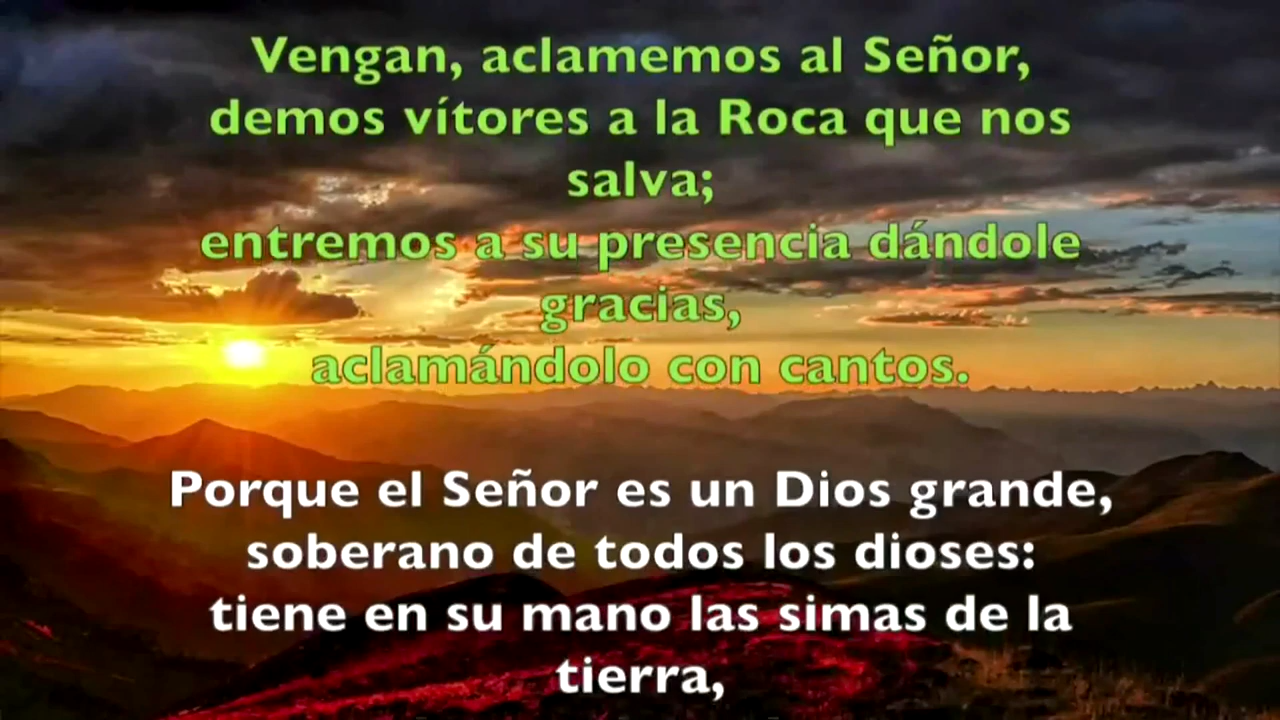 Vengan, aclamemos al Señor,
demos vítores a la Roca que nos
salva;
entremos a su presencia dándole
gracias,
aclamándolo con cantos.
Porque el Señor es un Dios grande,
soberano de todos los dioses:
tiene en su mano las simas de la
tierra,